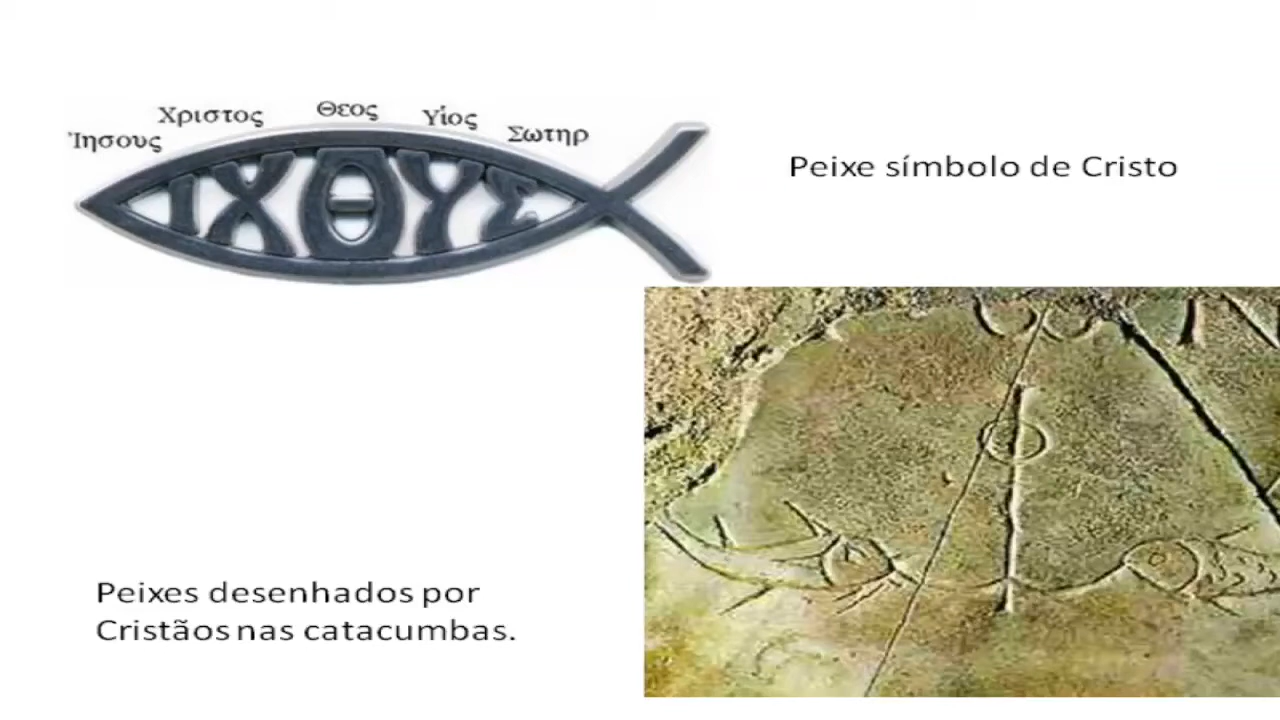 Ἰησους Χριστος Θεος Υἱος Σωτηρ
ΙΧΘΥΣ
Peixe símbolo de Cristo
Peixes desenhados por
Cristãos nas catacumbas.